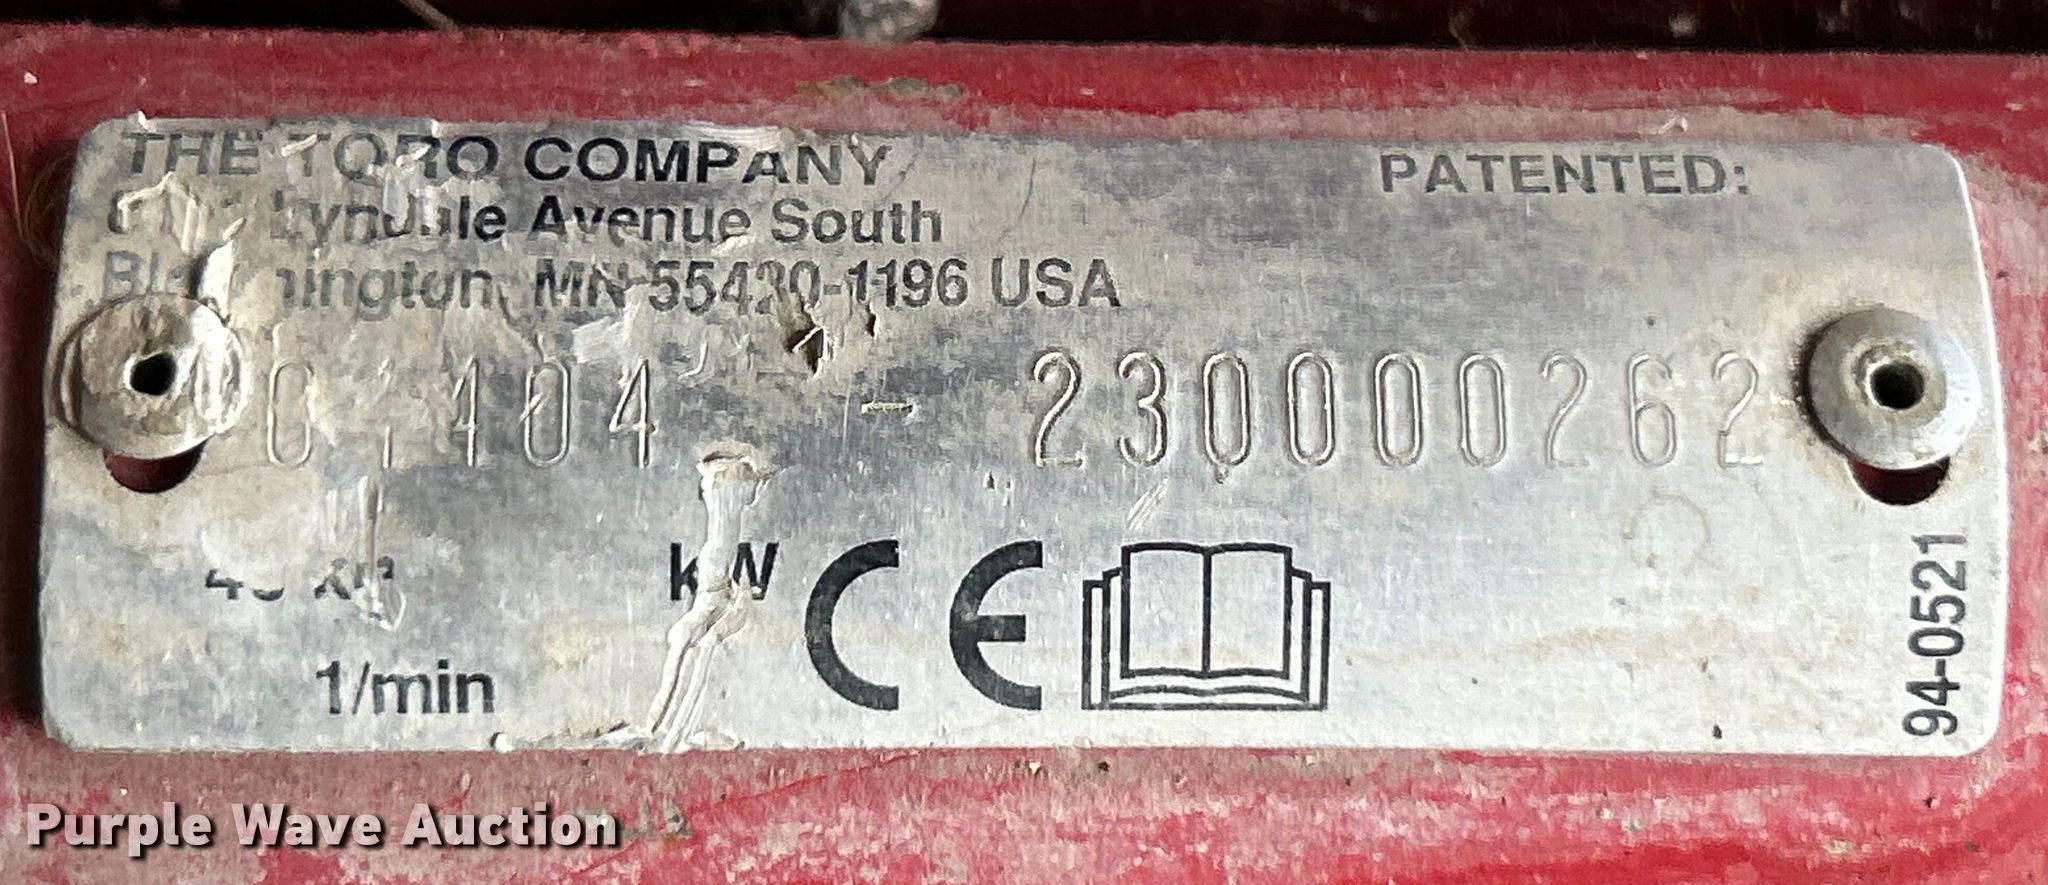 THE TORO COMPANY
Lyndale Avenue South
Bloomington, MN 55420-1196 USA
PATENTED:
- 230000262
kW
CE
1/min
94-0521
Purple Wave Auction